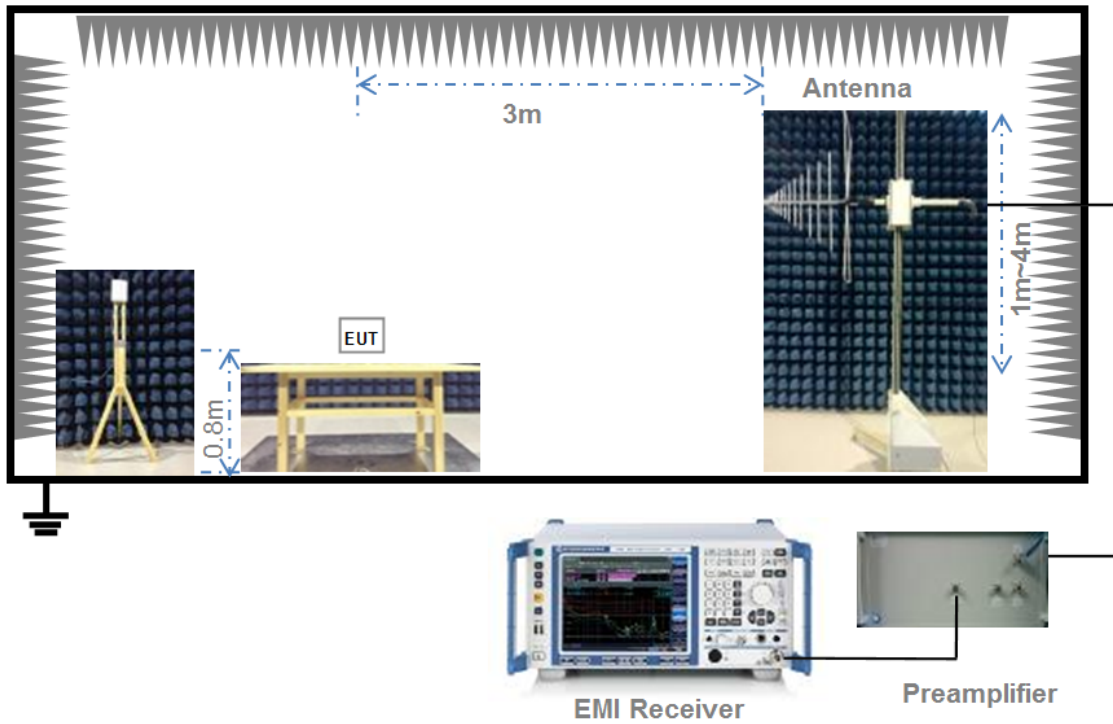 Antenna
3m
1m~4m
EUT
0.8m
EMI Receiver
Preamplifier